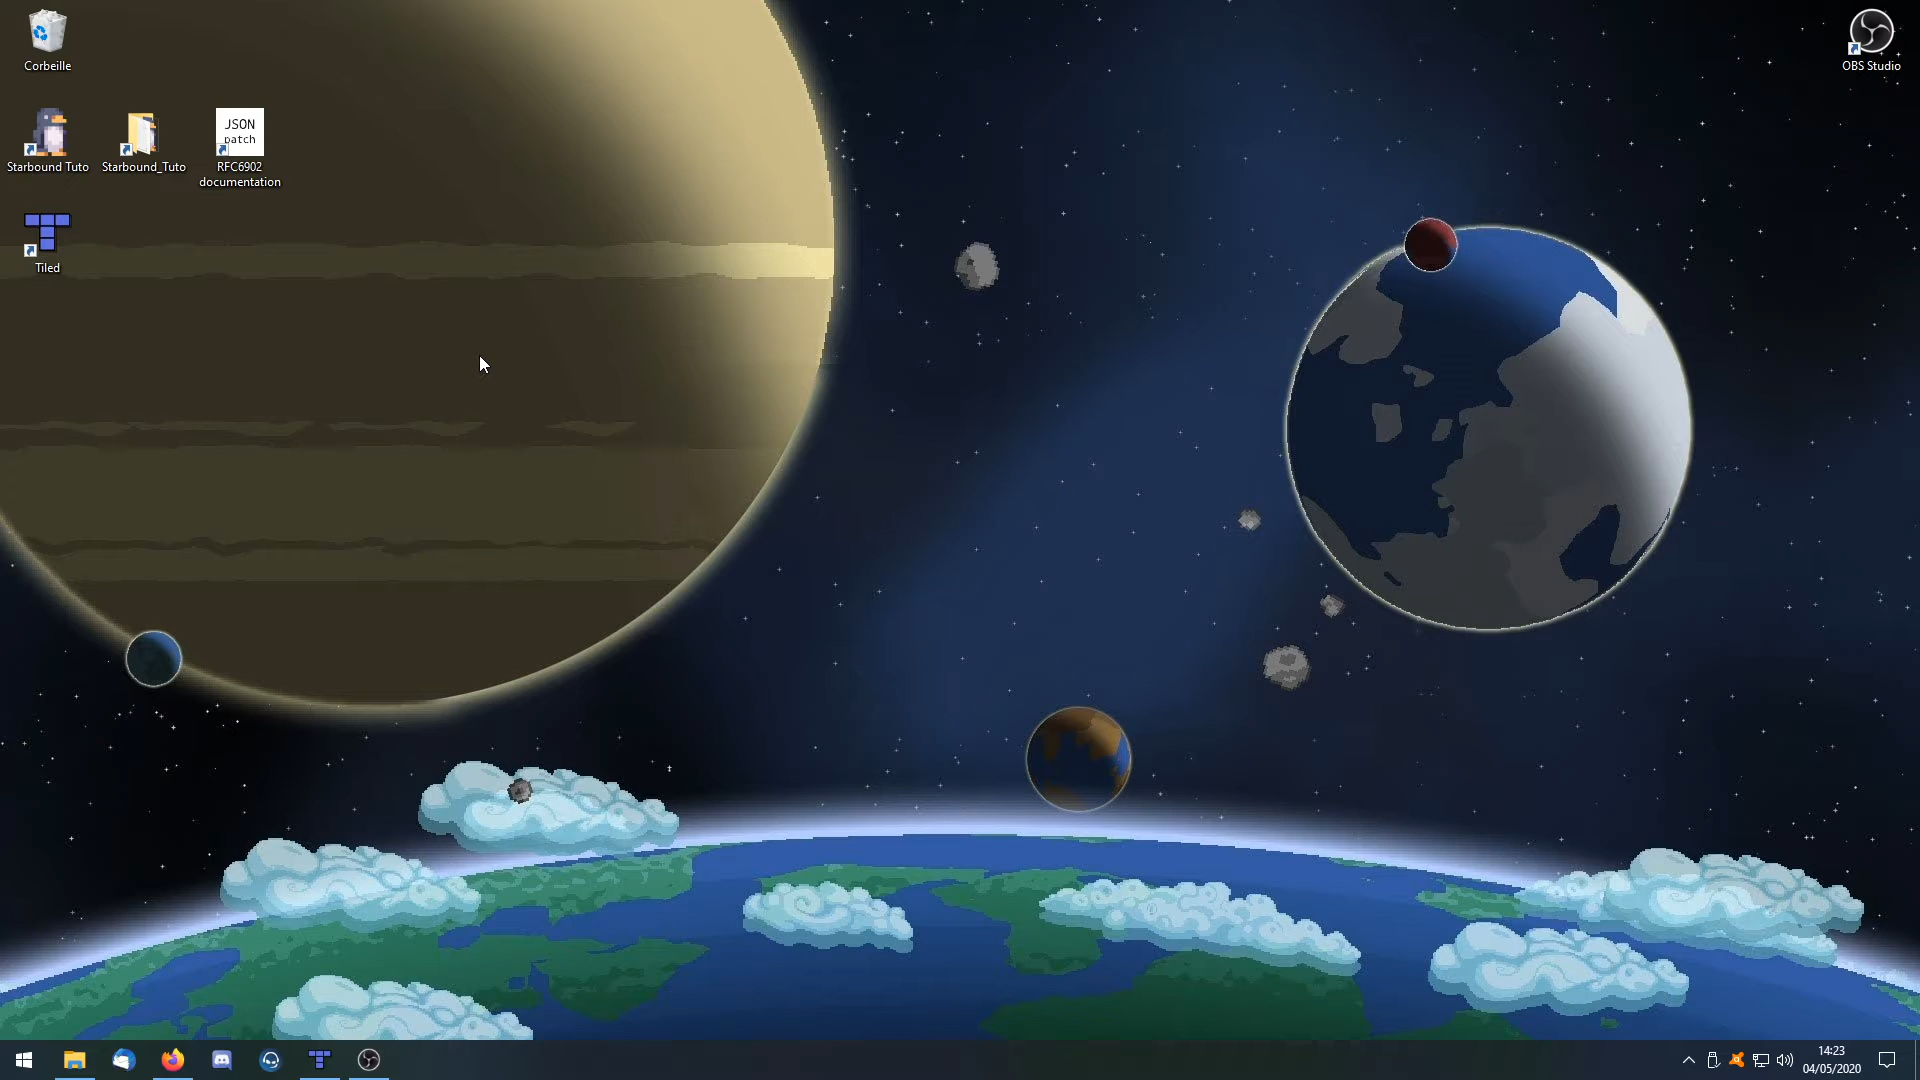 Corbeille
OBS Studio
JSON
patch
Starbound Tuto
Starbound_Tuto
RFC6902
documentation
Tiled
14:23
04/05/2020